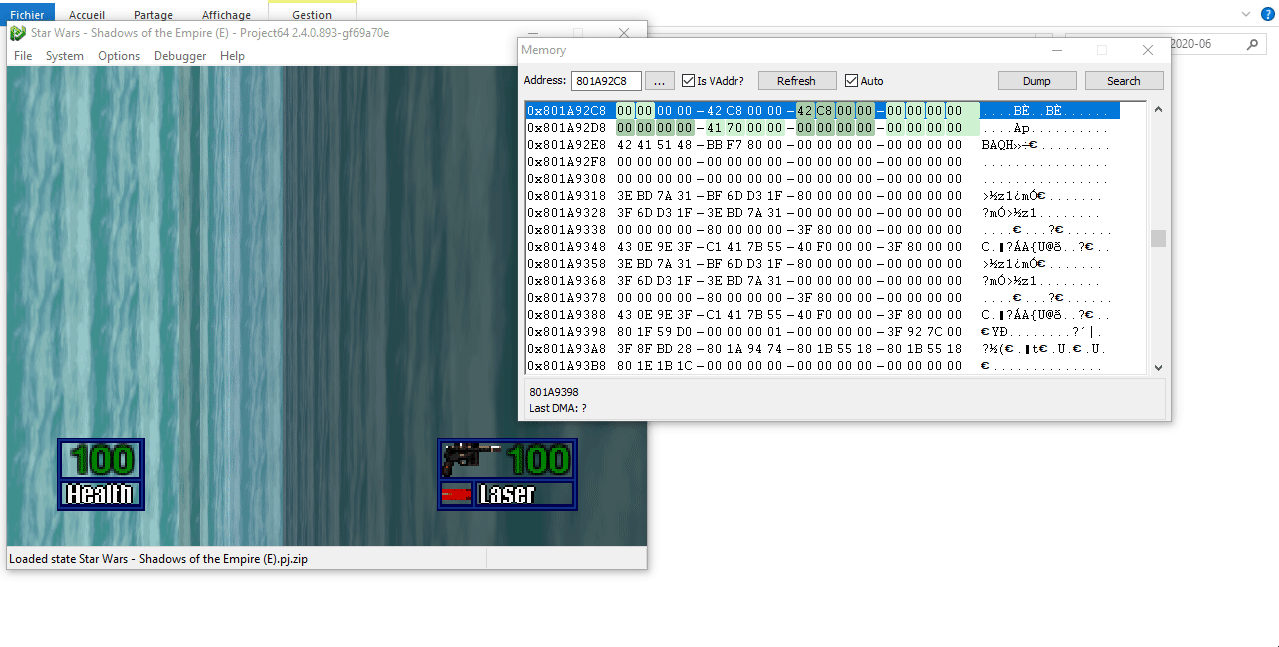 Fichier Accueil Partage Affichage Gestion
2020-06
Star Wars - Shadows of the Empire (E) - Project64 2.4.0.893-gf69a70e
File System Options Debugger Help
100
Health
100
Laser
Loaded state Star Wars - Shadows of the Empire (E).pj.zip
Memory
Address: 801A92C8 ... Is VAddr? Refresh Auto Dump Search
0x801A92C8 00 00 00 00 –42 C8 00 00 –42 C8 00 00 –00 00 00 00 ....BÈ..BÈ......
0x801A92D8 00 00 00 00 –41 70 00 00 –00 00 00 00 –00 00 00 00 ....Ap..........
0x801A92E8 42 41 51 48 –BB F7 80 00 –00 00 00 00 –00 00 00 00 BAQH»÷€.........
0x801A92F8 00 00 00 00 –00 00 00 00 –00 00 00 00 –00 00 00 00 ................
0x801A9308 00 00 00 00 –00 00 00 00 –00 00 00 00 –00 00 00 00 ................
0x801A9318 3E BD 7A 31 –BF 6D D3 1F –80 00 00 00 –00 00 00 00 >½z1¿mÓ€.......
0x801A9328 3F 6D D3 1F –3E BD 7A 31 –00 00 00 00 –00 00 00 00 ?mÓ>½z1........
0x801A9338 00 00 00 00 –80 00 00 00 –3F 80 00 00 –00 00 00 00 ....€...?€......
0x801A9348 43 0E 9E 3F –C1 41 7B 55 –40 F0 00 00 –3F 80 00 00 C.▮?ÁA{U@ð..?€..
0x801A9358 3E BD 7A 31 –BF 6D D3 1F –80 00 00 00 –00 00 00 00 >½z1¿mÓ€.......
0x801A9368 3F 6D D3 1F –3E BD 7A 31 –00 00 00 00 –00 00 00 00 ?mÓ>½z1........
0x801A9378 00 00 00 00 –80 00 00 00 –3F 80 00 00 –00 00 00 00 ....€...?€......
0x801A9388 43 0E 9E 3F –C1 41 7B 55 –40 F0 00 00 –3F 80 00 00 C.▮?ÁA{U@ð..?€..
0x801A9398 80 1F 59 D0 –00 00 00 01 –00 00 00 00 –3F 92 7C 00 €YÐ........?´|.
0x801A93A8 3F 8F BD 28 –80 1A 94 74 –80 1B 55 18 –80 1B 55 18 ?½(€.▮t€.U.€.U.
0x801A93B8 80 1E 1B 1C –00 00 00 00 –00 00 00 00 –00 00 00 00 €..............
801A9398
Last DMA: ?